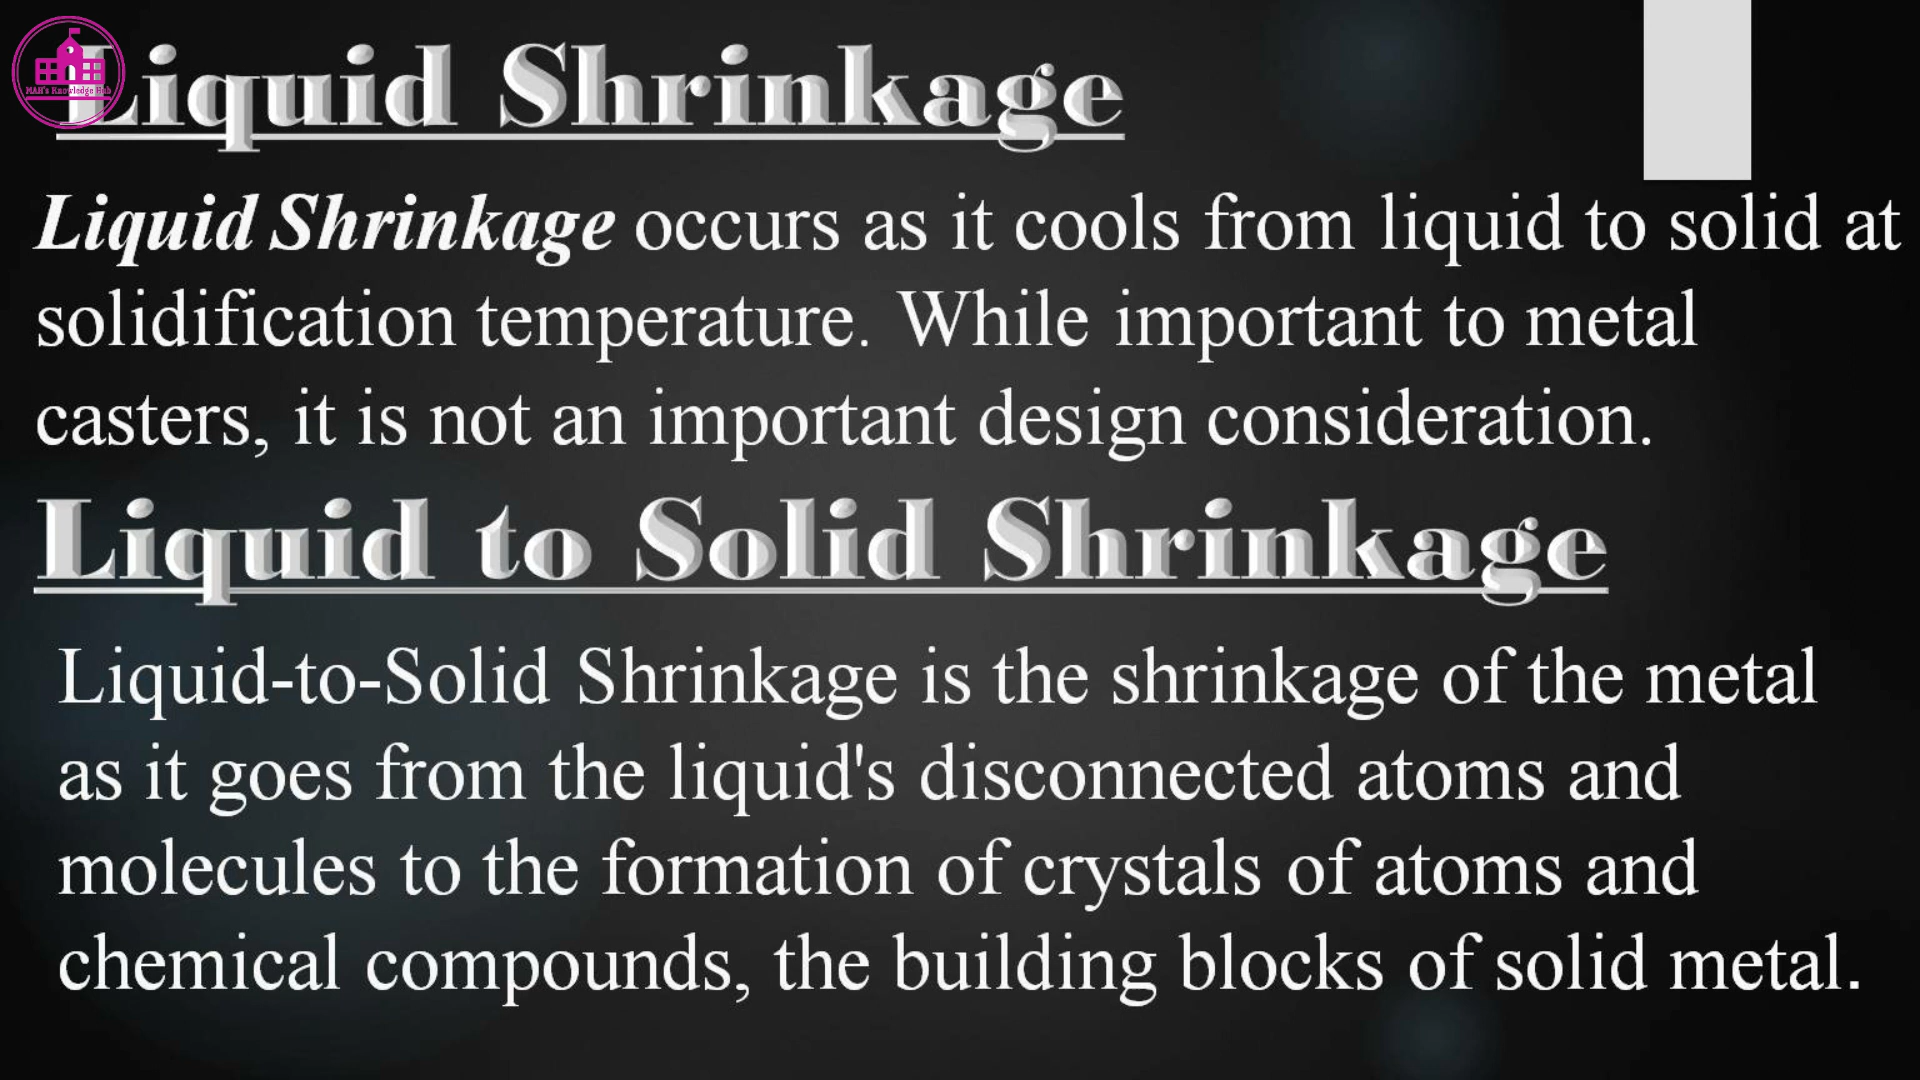 MAH's Knowledge Hub
Liquid Shrinkage
Liquid Shrinkage occurs as it cools from liquid to solid at
solidification temperature. While important to metal
casters, it is not an important design consideration.
Liquid to Solid Shrinkage
Liquid-to-Solid Shrinkage is the shrinkage of the metal
as it goes from the liquid's disconnected atoms and
molecules to the formation of crystals of atoms and
chemical compounds, the building blocks of solid metal.